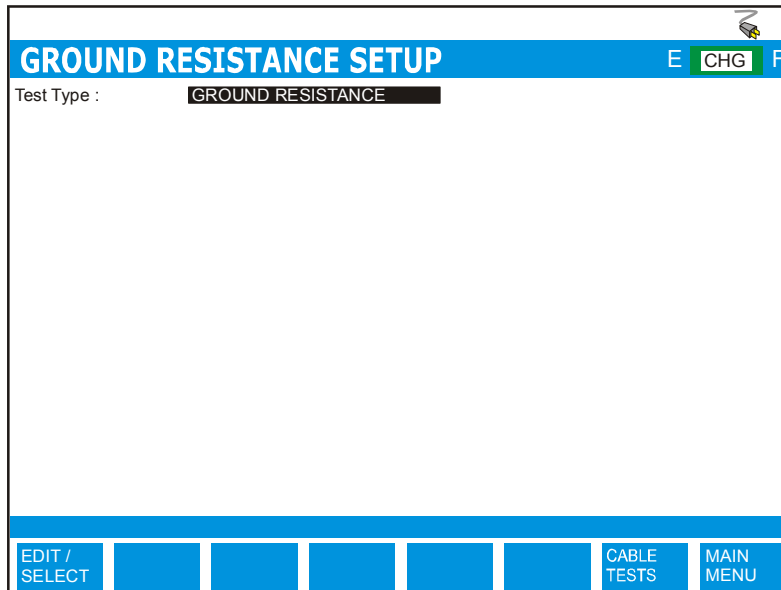 GROUND RESISTANCE SETUP E CHG F
Test Type : GROUND RESISTANCE
EDIT / SELECT
CABLE TESTS
MAIN MENU